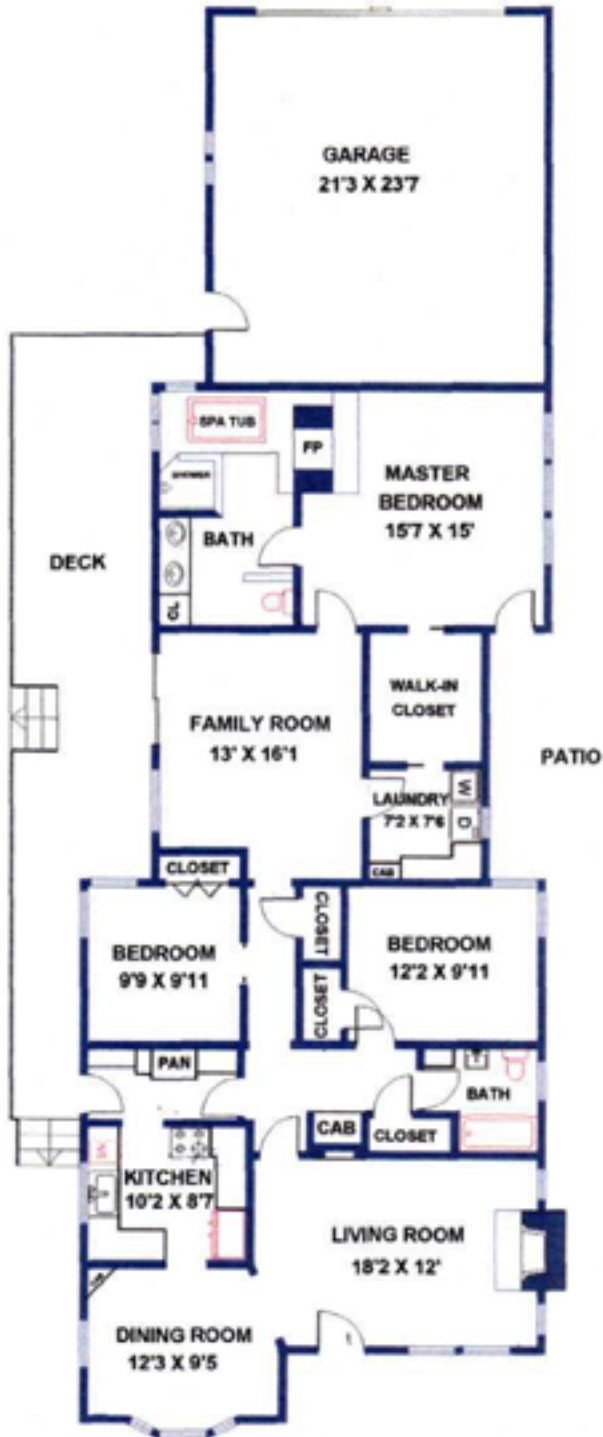 GARAGE
21'3 X 23'7
SPA TUB
FP
SHOWER
MASTER
BEDROOM
15'7 X 15'
BATH
DECK
CL
WALK-IN
CLOSET
FAMILY ROOM
13' X 16'1
PATIO
LAUNDRY
7'2 X 7'6
W
D
CAB
CLOSET
CLOSET
BEDROOM
9'9 X 9'11
BEDROOM
12'2 X 9'11
CLOSET
PAN
BATH
CAB
CLOSET
KITCHEN
10'2 X 8'7
LIVING ROOM
18'2 X 12'
DINING ROOM
12'3 X 9'5